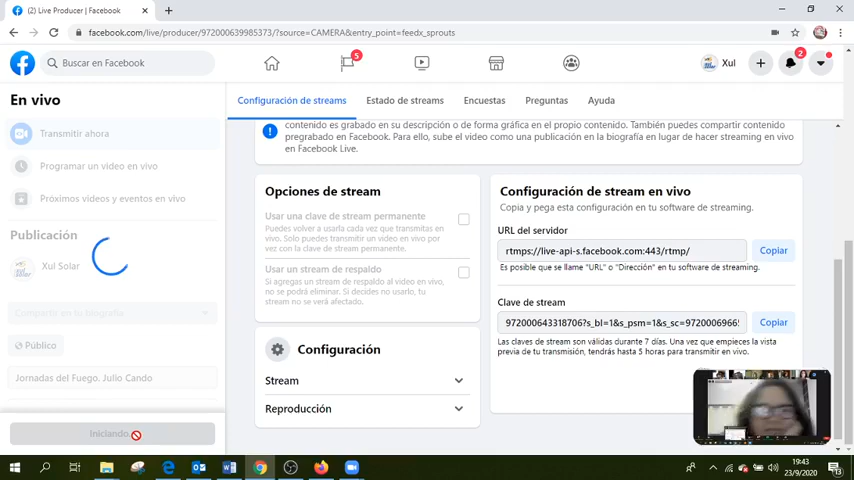 (2) Live Producer | Facebook
facebook.com/live/producer/972000639985373/?source=CAMERA&entry_point=feedx_sprouts
Buscar en Facebook
5
Xul
2
En vivo
Configuración de streams
Estado de streams
Encuestas
Preguntas
Ayuda
Transmitir ahora
Programar un video en vivo
Próximos videos y eventos en vivo
Publicación
Xul Solar
Compartir en tu biografía
Público
Jornadas del Fuego. Julio Cando
Iniciando
contenido es grabado en su descripción o de forma gráfica en el propio contenido. También puedes compartir contenido
pregrabado en Facebook. Para ello, sube el video como una publicación en la biografía en lugar de hacer streaming en vivo
en Facebook Live.
Opciones de stream
Usar una clave de stream permanente
Puedes volver a usarla cada vez que transmitas en
vivo. Solo puedes transmitir un video en vivo por
vez con la clave de stream permanente.
Usar un stream de respaldo
Si agregas un stream de respaldo al video en vivo,
no se podrá eliminar. Si decides no usarlo, tu
stream no se verá afectado.
Configuración
Stream
Reproducción
Configuración de stream en vivo
Copia y pega esta configuración en tu software de streaming.
URL del servidor
rtmps://live-api-s.facebook.com:443/rtmp/
Copiar
Es posible que se llame "URL" o "Dirección" en tu software de streaming.
Clave de stream
972000643318706?s_bl=1&s_psm=1&s_sc=9720006966
Copiar
Las claves de stream son válidas durante 7 días. Una vez que empieces la vista
previa de tu transmisión, tendrás hasta 5 horas para transmitir en vivo.
19:43
23/9/2020
13